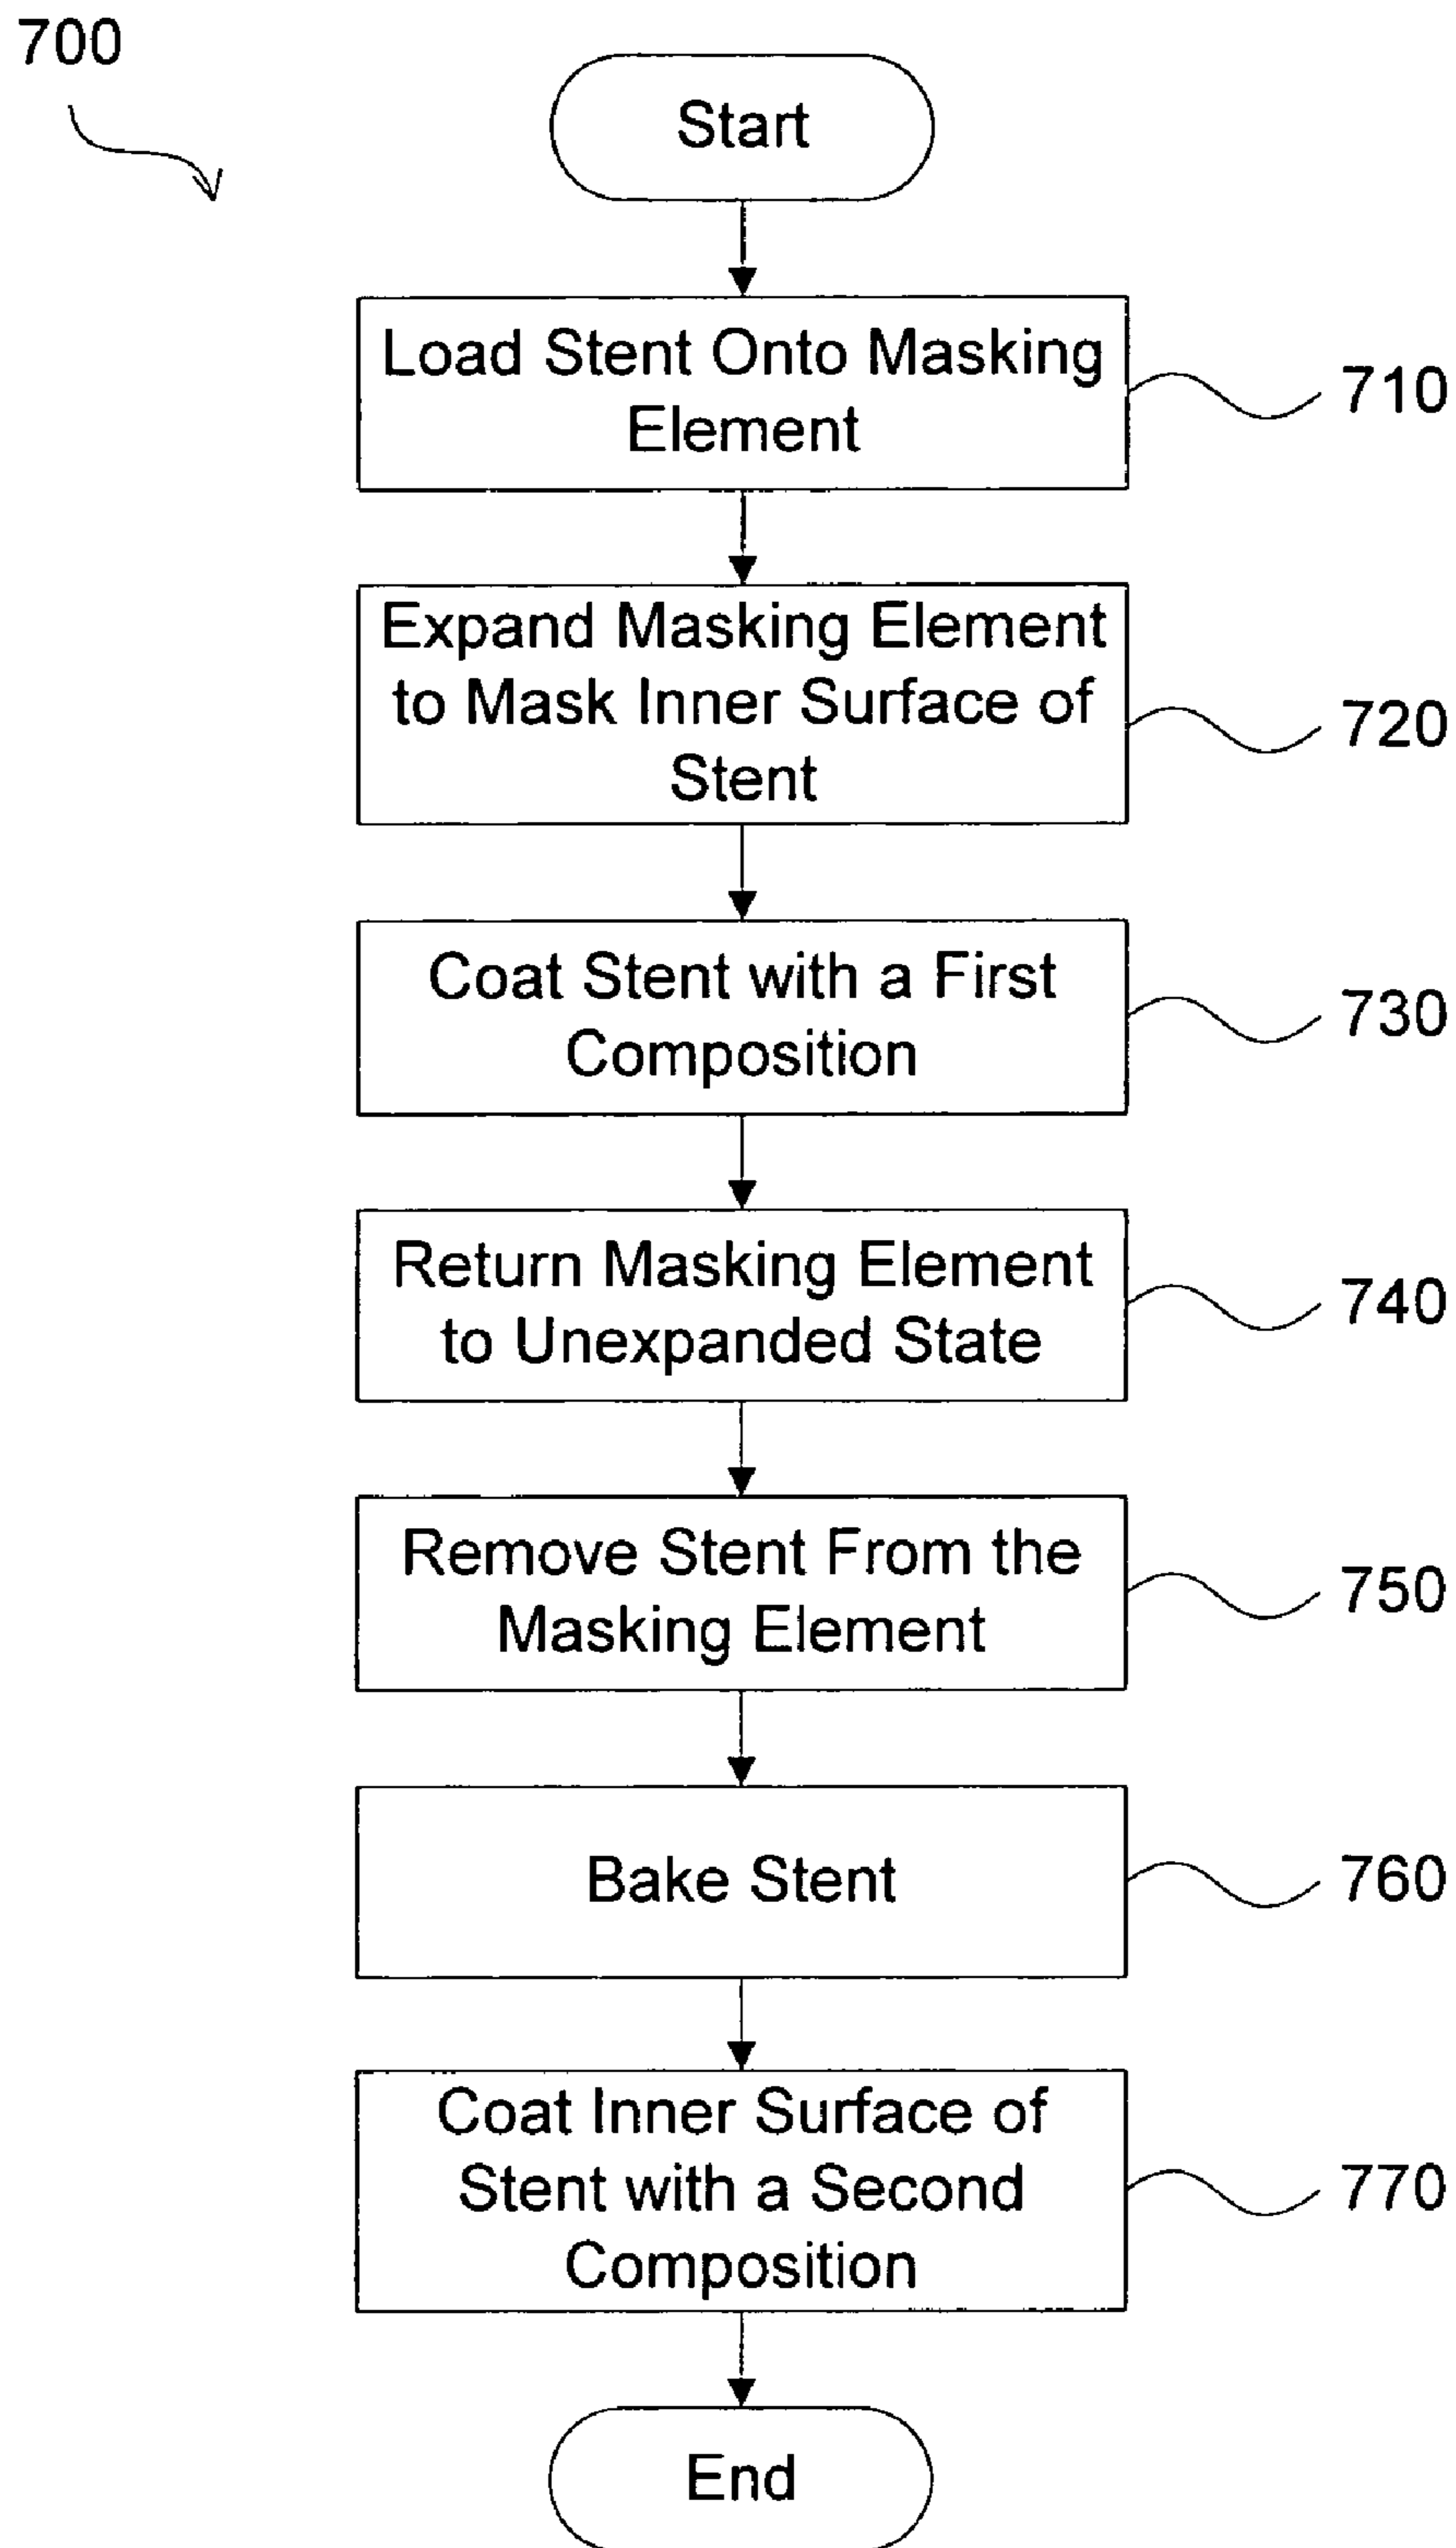 700
Start
Load Stent Onto Masking
Element
710
Expand Masking Element
to Mask Inner Surface of
Stent
720
Coat Stent with a First
Composition
730
Return Masking Element
to Unexpanded State
740
Remove Stent From the
Masking Element
750
Bake Stent
760
Coat Inner Surface of
Stent with a Second
Composition
770
End